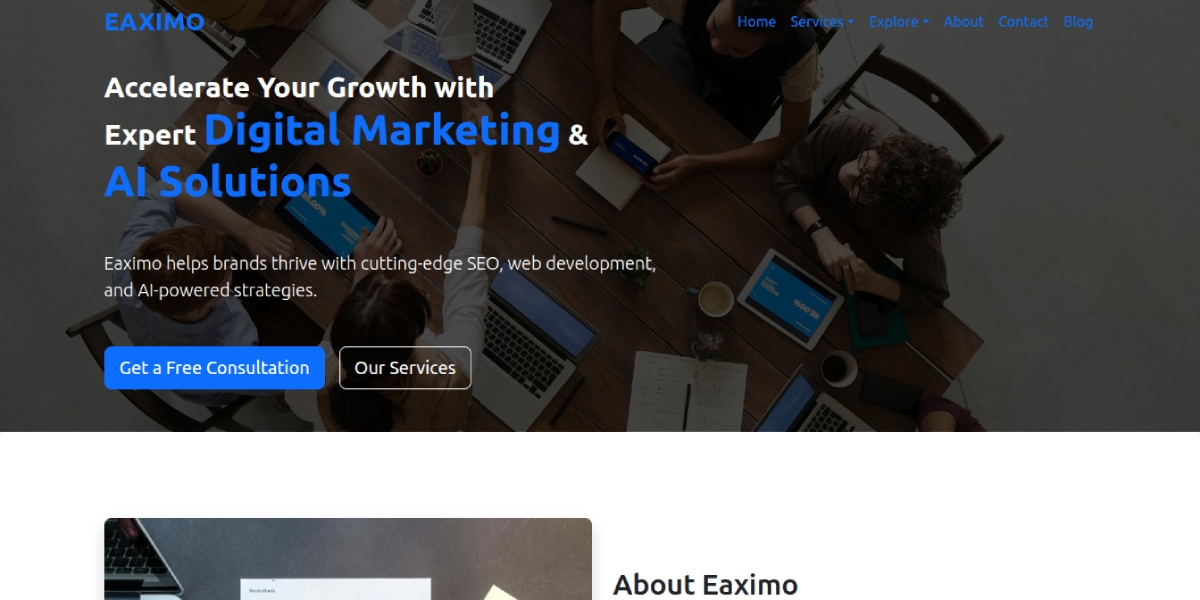 EAXIMO
Home Services Explore About Contact Blog
Accelerate Your Growth with
Expert Digital Marketing &
AI Solutions
Eaximo helps brands thrive with cutting-edge SEO, web development,
and AI-powered strategies.
Get a Free Consultation Our Services
About Eaximo